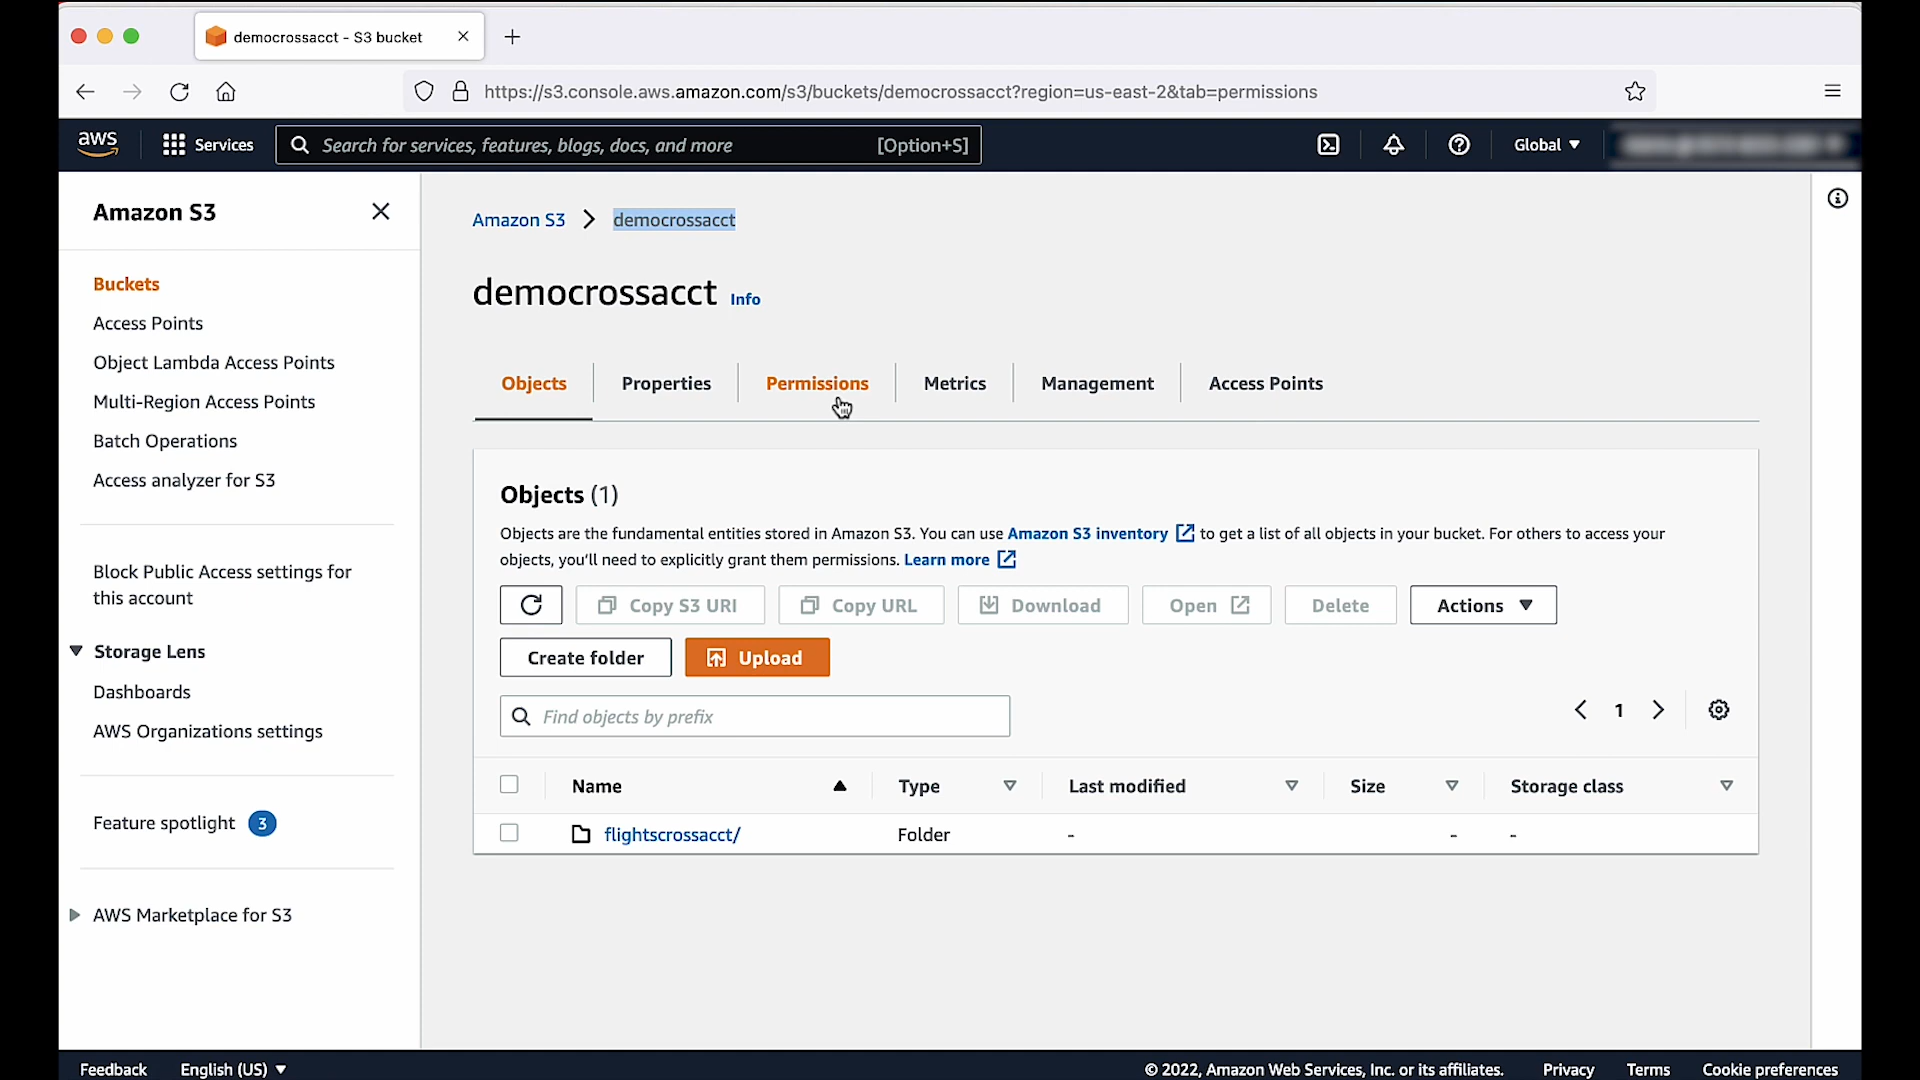 democrossacct - S3 bucket
https://s3.console.aws.amazon.com/s3/buckets/democrossacct?region=us-east-2&tab=permissions
aws
Services
Search for services, features, blogs, docs, and more [Option+S]
Global
Amazon S3
Buckets
Access Points
Object Lambda Access Points
Multi-Region Access Points
Batch Operations
Access analyzer for S3
Block Public Access settings for
this account
Storage Lens
Dashboards
AWS Organizations settings
Feature spotlight 3
AWS Marketplace for S3
Amazon S3 > democrossacct
democrossacct Info
Objects Properties Permissions Metrics Management Access Points
Objects (1)
Objects are the fundamental entities stored in Amazon S3. You can use Amazon S3 inventory to get a list of all objects in your bucket. For others to access your
objects, you'll need to explicitly grant them permissions. Learn more
Copy S3 URI Copy URL Download Open Delete Actions
Create folder Upload
Find objects by prefix
1
Name Type Last modified Size Storage class
flightscrossacct/ Folder - - -
Feedback English (US) © 2022, Amazon Web Services, Inc. or its affiliates. Privacy Terms Cookie preferences